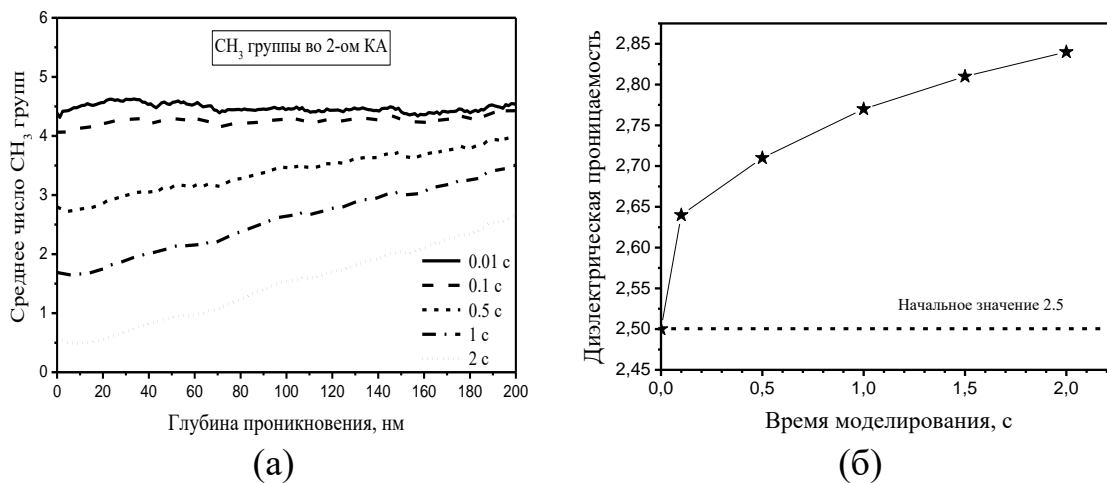 6
5
4
3
2
1
0
Среднее число CH3 групп
CH3 группы во 2-ом КА
0.01 с
0.1 с
0.5 с
1 с
2 с
0 20 40 60 80 100 120 140 160 180 200
Глубина проникновения, нм
(а)
2,85
2,80
2,75
2,70
2,65
2,60
2,55
2,50
2,45
Диэлектрическая проницаемость
Начальное значение 2.5
0,0 0,5 1,0 1,5 2,0
Время моделирования, с
(б)